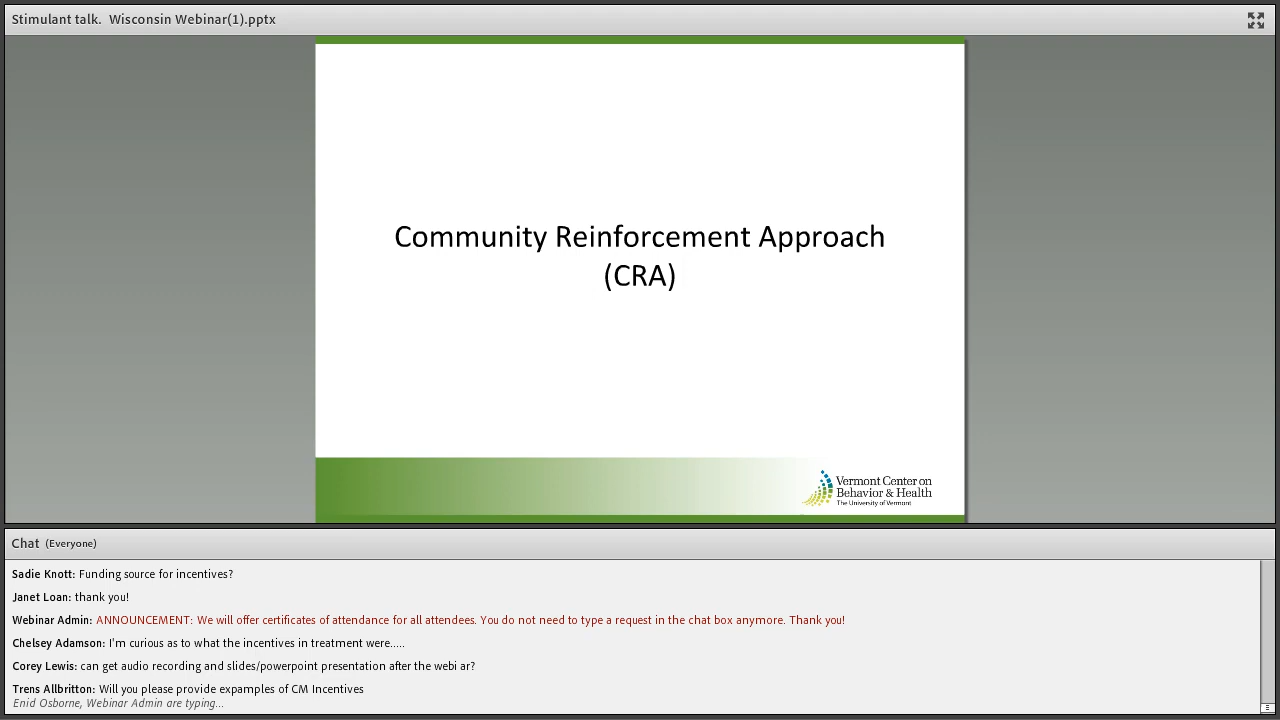 Stimulant talk.  Wisconsin Webinar(1).pptx
Community Reinforcement Approach
(CRA)
Vermont Center on
Behavior & Health
The University of Vermont
Chat (Everyone)
Sadie Knott: Funding source for incentives?
Janet Loan: thank you!
Webinar Admin: ANNOUNCEMENT: We will offer certificates of attendance for all attendees. You do not need to type a request in the chat box anymore. Thank you!
Chelsey Adamson: I'm curious as to what the incentives in treatment were.....
Corey Lewis: can get audio recording and slides/powerpoint presentation after the webi ar?
Trens Allbritton: Will you please provide expamples of CM Incentives
Enid Osborne, Webinar Admin are typing...